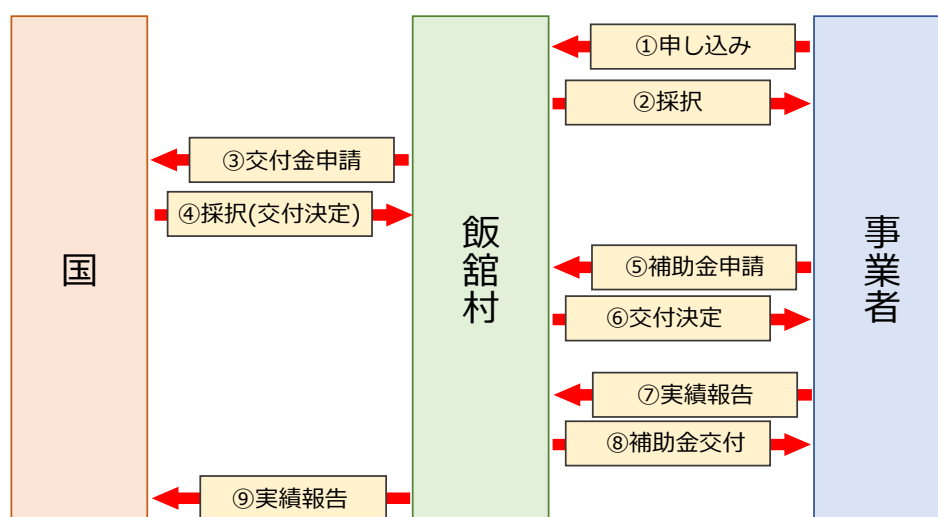 ①申し込み
②採択
③交付金申請
④採択(交付決定)
国
飯舘村
事業者
⑤補助金申請
⑥交付決定
⑦実績報告
⑧補助金交付
⑨実績報告